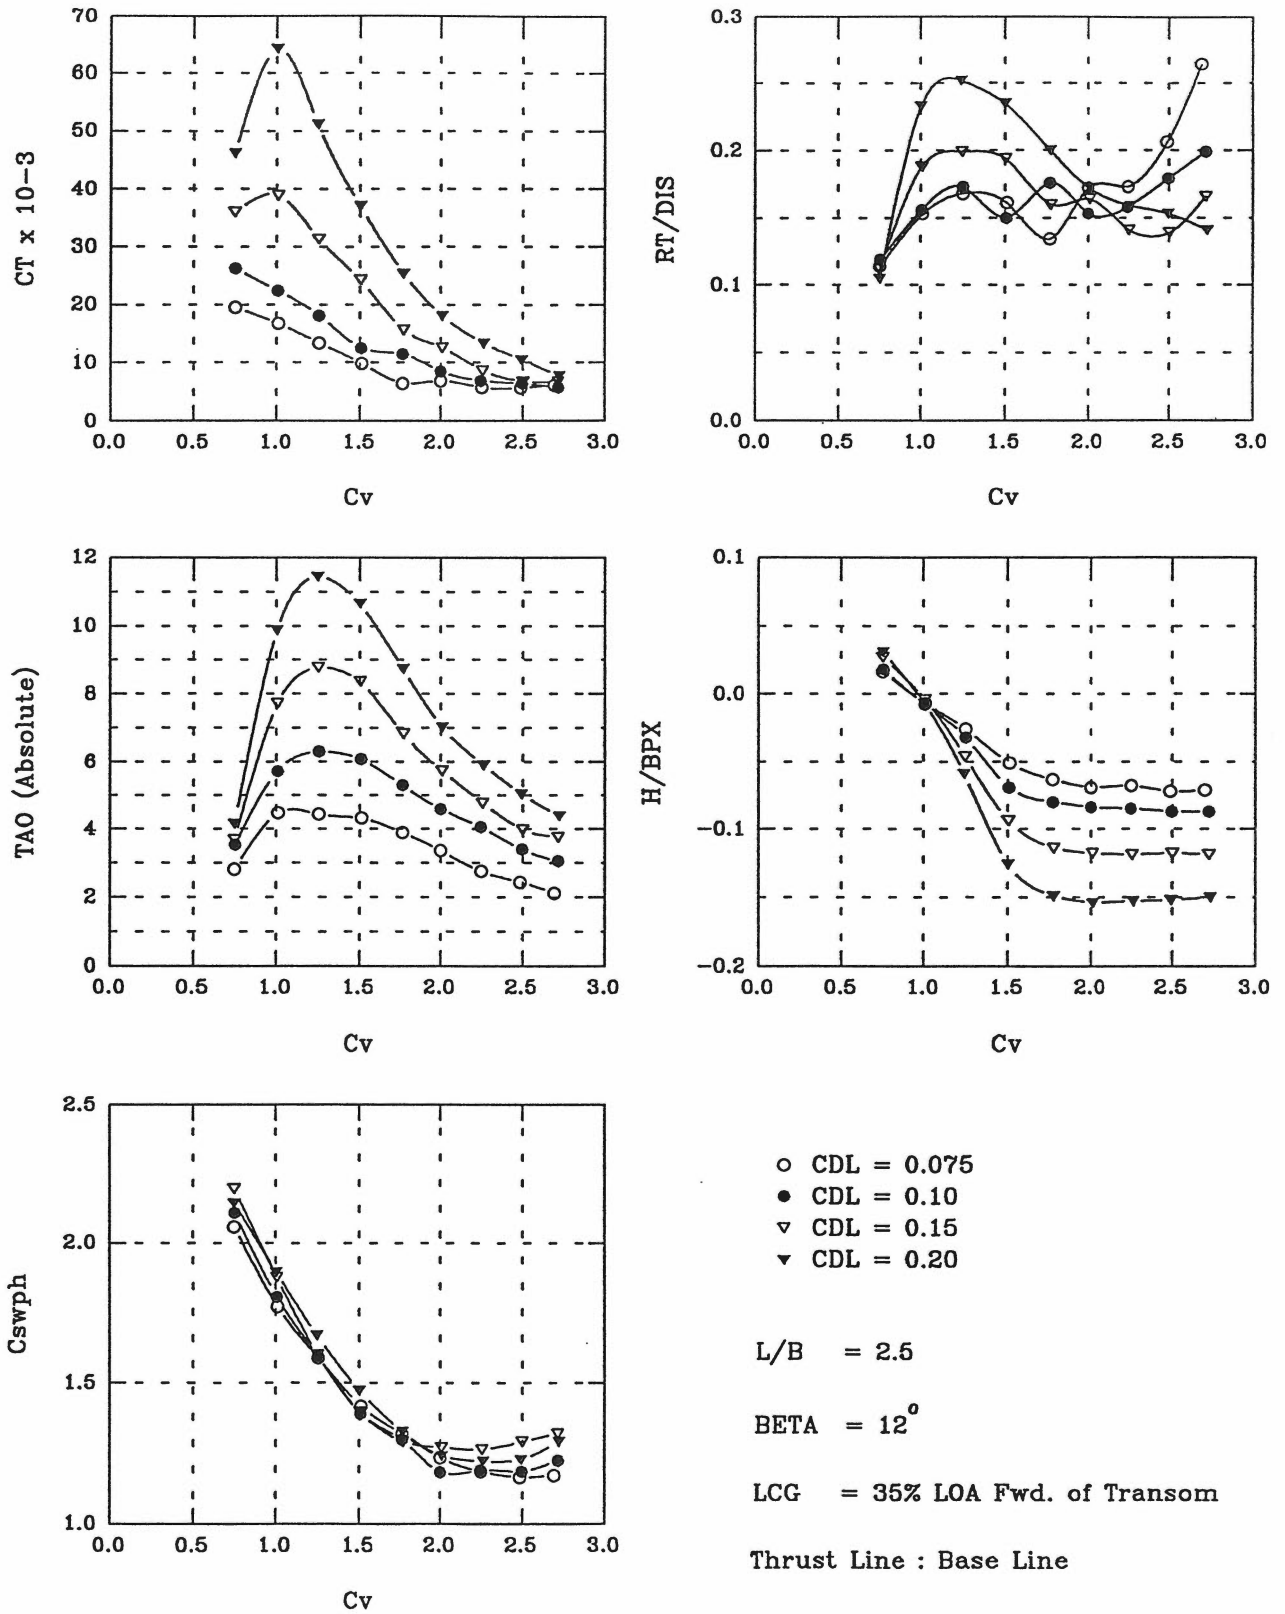 70
60
50
40
30
20
10
0
CT x 10-3
0.0 0.5 1.0 1.5 2.0 2.5 3.0
Cv
0.3
0.2
0.1
0.0
RT/DIS
0.0 0.5 1.0 1.5 2.0 2.5 3.0
Cv
12
10
8
6
4
2
0
TAO (Absolute)
0.0 0.5 1.0 1.5 2.0 2.5 3.0
Cv
0.1
0.0
-0.1
-0.2
H/BPX
0.0 0.5 1.0 1.5 2.0 2.5 3.0
Cv
2.5
2.0
1.5
1.0
Cswph
0.0 0.5 1.0 1.5 2.0 2.5 3.0
Cv
CDL = 0.075
CDL = 0.10
CDL = 0.15
CDL = 0.20
L/B = 2.5
BETA = 12°
LCG = 35% LOA Fwd. of Transom
Thrust Line : Base Line